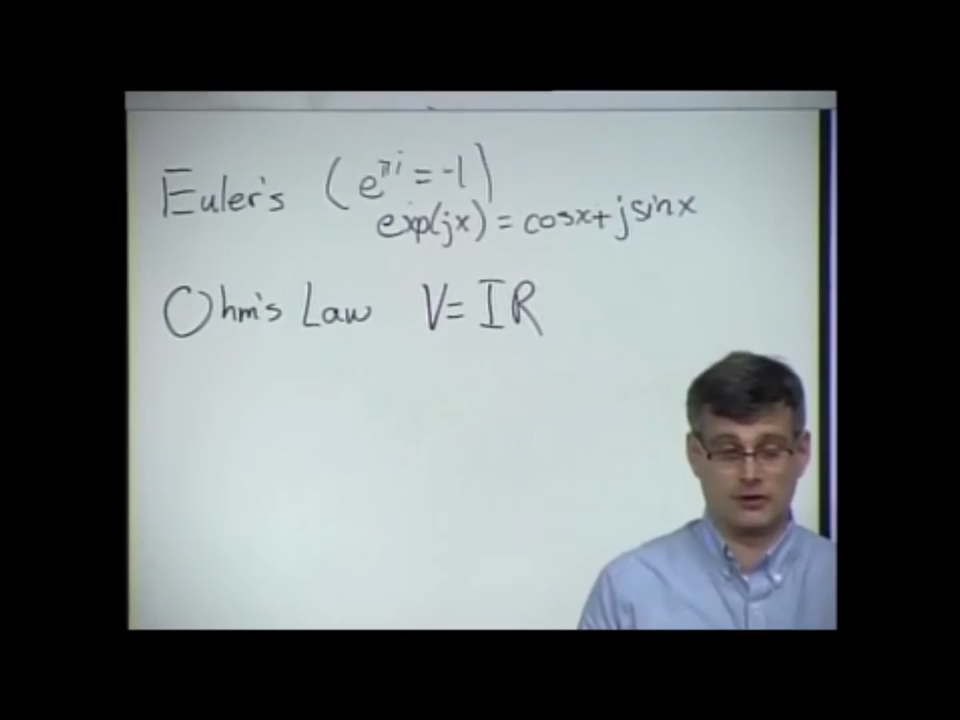 Euler's (e^πi = -1)
exp(jx) = cosx + jsinx
Ohm's Law V = IR